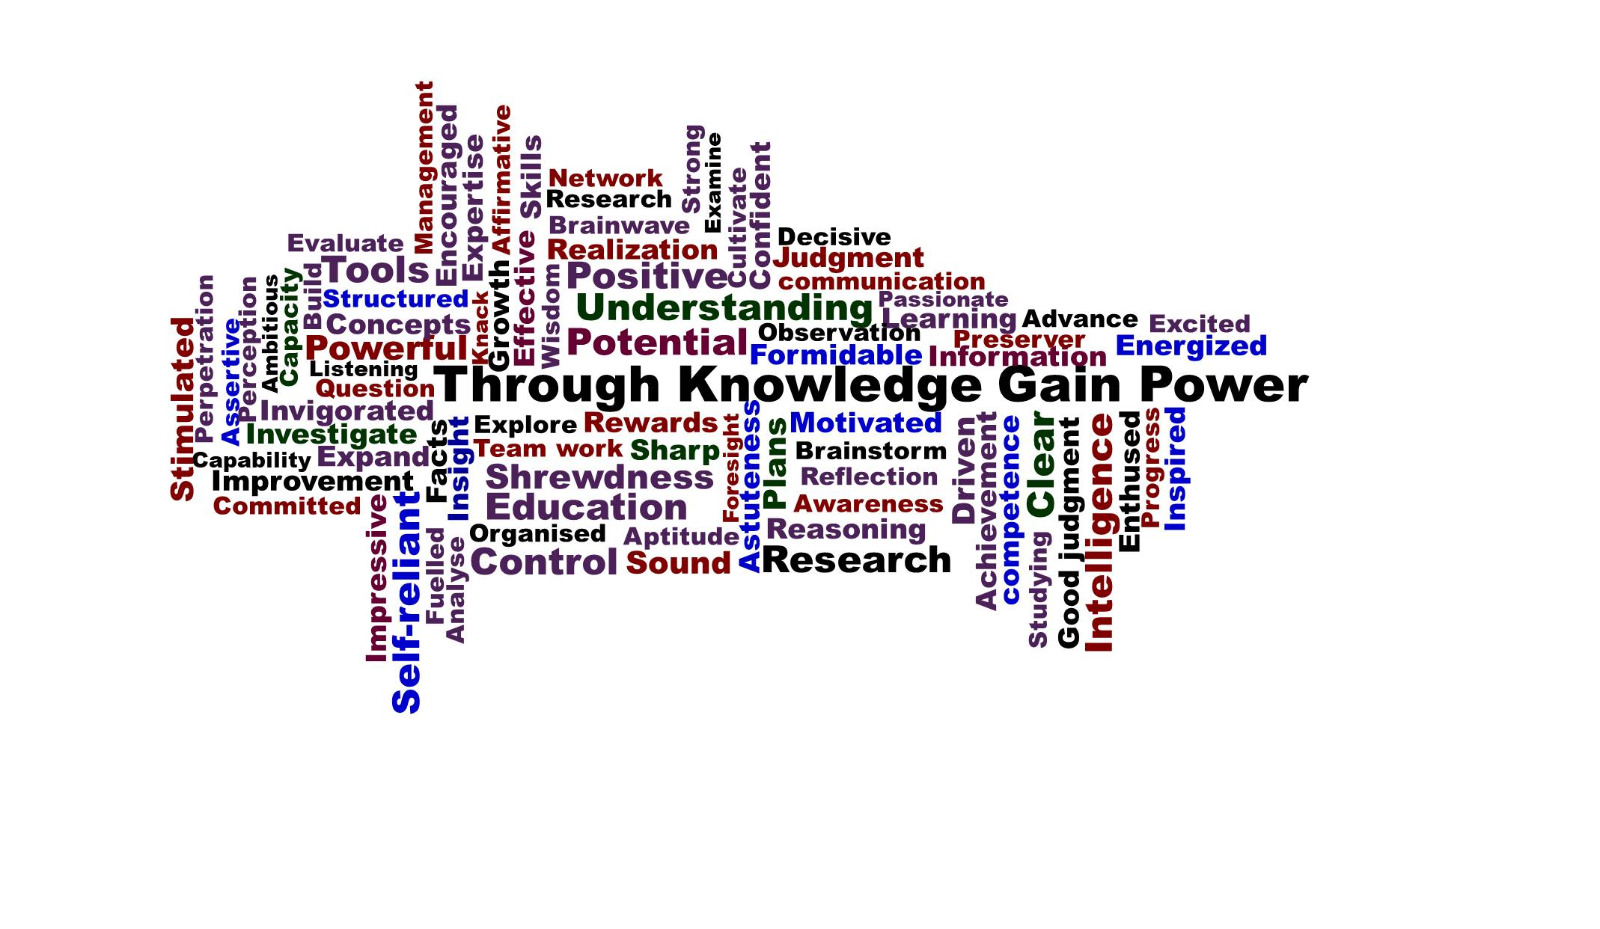 Management
Encouraged
Expertise
Affirmative
Skills
Network
Research
Strong
Examine
Cultivate
Confident
Brainwave
Realization
Evaluate
Tools
Build
Structured
Concepts
Powerful
Knack
Growth
Effective
Wisdom
Positive
Understanding
Potential
Decisive
Judgment
communication
Passionate
Learning
Observation
Formidable
Preserver
Information
Advance
Excited
Energized
Stimulated
Perpetration
Assertive
Perception
Ambitious
Capacity
Listening
Question
Through Knowledge Gain Power
Invigorated
Investigate
Capability
Expand
Improvement
Committed
Facts
Insight
Explore
Rewards
Team work
Sharp
Shrewdness
Education
Foresight
Astuteness
Plans
Motivated
Brainstorm
Reflection
Awareness
Reasoning
Research
Organised
Aptitude
Control
Sound
Impressive
Self-reliant
Fuelled
Analyse
Driven
Achievement
competence
Clear
Studying
Good judgment
Intelligence
Enthused
Progress
Inspired